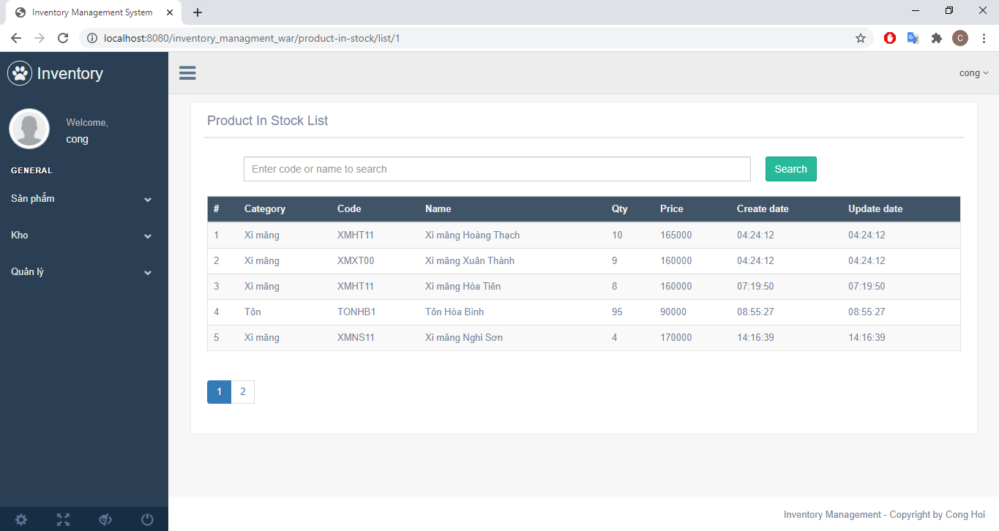 Inventory Management System
localhost:8080/inventory_managment_war/product-in-stock/list/1
C
Inventory
cong
Welcome,
cong
GENERAL
Sản phẩm
Kho
Quản lý
Product In Stock List
Enter code or name to search Search
# Category Code Name Qty Price Create date Update date
1 Xi măng XMHT11 Xi măng Hoàng Thạch 10 165000 04:24:12 04:24:12
2 Xi măng XMXT00 Xi măng Xuân Thành 9 160000 04:24:12 04:24:12
3 Xi măng XMHT11 Xi măng Hòa Tiên 8 160000 07:19:50 07:19:50
4 Tôn TONHB1 Tôn Hòa Bình 95 90000 08:55:27 08:55:27
5 Xi măng XMNS11 Xi măng Nghi Sơn 4 170000 14:16:39 14:16:39
1 2
Inventory Management - Copyright by Cong Hoi